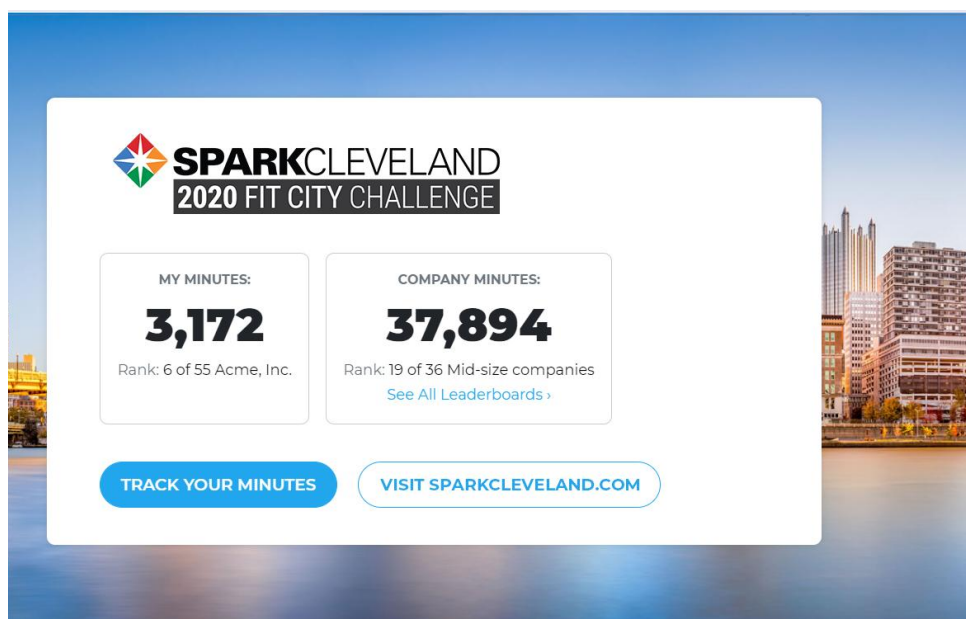 SPARKCLEVELAND
2020 FIT CITY CHALLENGE
MY MINUTES:
3,172
Rank: 6 of 55 Acme, Inc.
COMPANY MINUTES:
37,894
Rank: 19 of 36 Mid-size companies
See All Leaderboards ›
TRACK YOUR MINUTES
VISIT SPARKCLEVELAND.COM